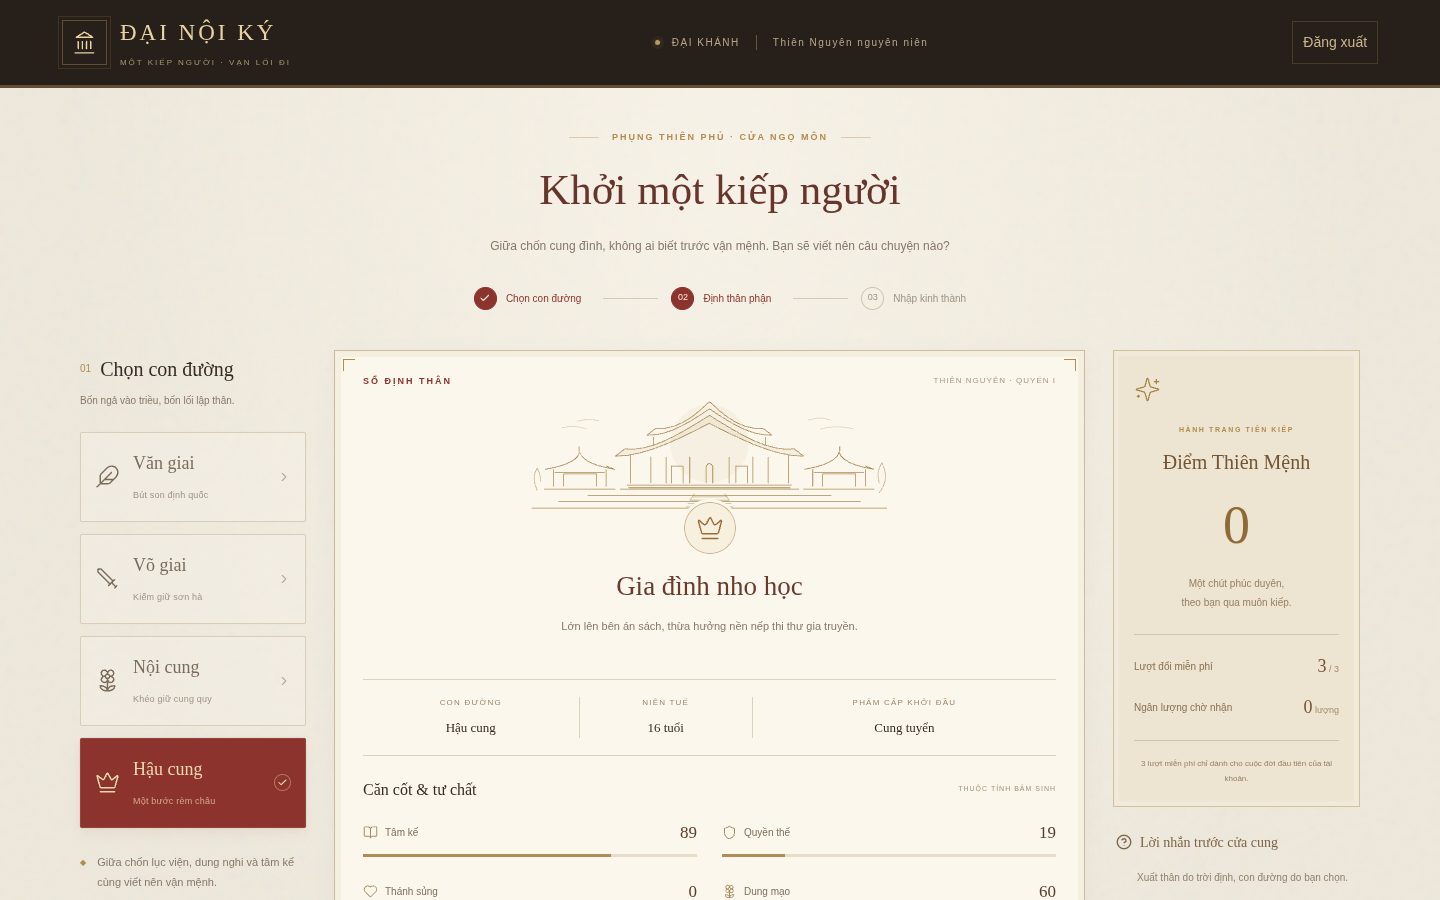 ĐẠI NỘI KÝ
MỘT KIẾP NGƯỜI · VẠN LỐI ĐI
ĐẠI KHÁNH
Thiên Nguyên nguyên niên
Đăng xuất
PHỤNG THIÊN PHỦ · CỬA NGỌ MÔN
Khởi một kiếp người
Giữa chốn cung đình, không ai biết trước vận mệnh. Bạn sẽ viết nên câu chuyện nào?
Chọn con đường
02 Định thân phận
03 Nhập kinh thành
01 Chọn con đường
Bốn ngả vào triều, bốn lối lập thân.
Văn giai
Bút son định quốc
Võ giai
Kiếm giữ sơn hà
Nội cung
Khéo giữ cung quy
Hậu cung
Một bước rèm châu
Giữa chốn lục viện, dung nghi và tâm kế
cùng viết nên vận mệnh.
SỔ ĐỊNH THÂN
THIÊN NGUYÊN · QUYỂN I
Gia đình nho học
Lớn lên bên án sách, thừa hưởng nền nếp thi thư gia truyền.
CON ĐƯỜNG
Hậu cung
NIÊN TUẾ
16 tuổi
PHẨM CẤP KHỞI ĐẦU
Cung tuyển
Căn cốt & tư chất
THUỘC TÍNH BẨM SINH
Tâm kế 89
Quyền thế 19
Thánh sủng 0
Dung mạo 60
HÀNH TRANG TIỀN KIẾP
Điểm Thiên Mệnh
0
Một chút phúc duyên,
theo bạn qua muôn kiếp.
Lượt đổi miễn phí 3 / 3
Ngân lượng chờ nhận 0 lượng
3 lượt miễn phí chỉ dành cho cuộc đời đầu tiên của tài
khoản.
Lời nhắn trước cửa cung
Xuất thân do trời định, con đường do bạn chọn.